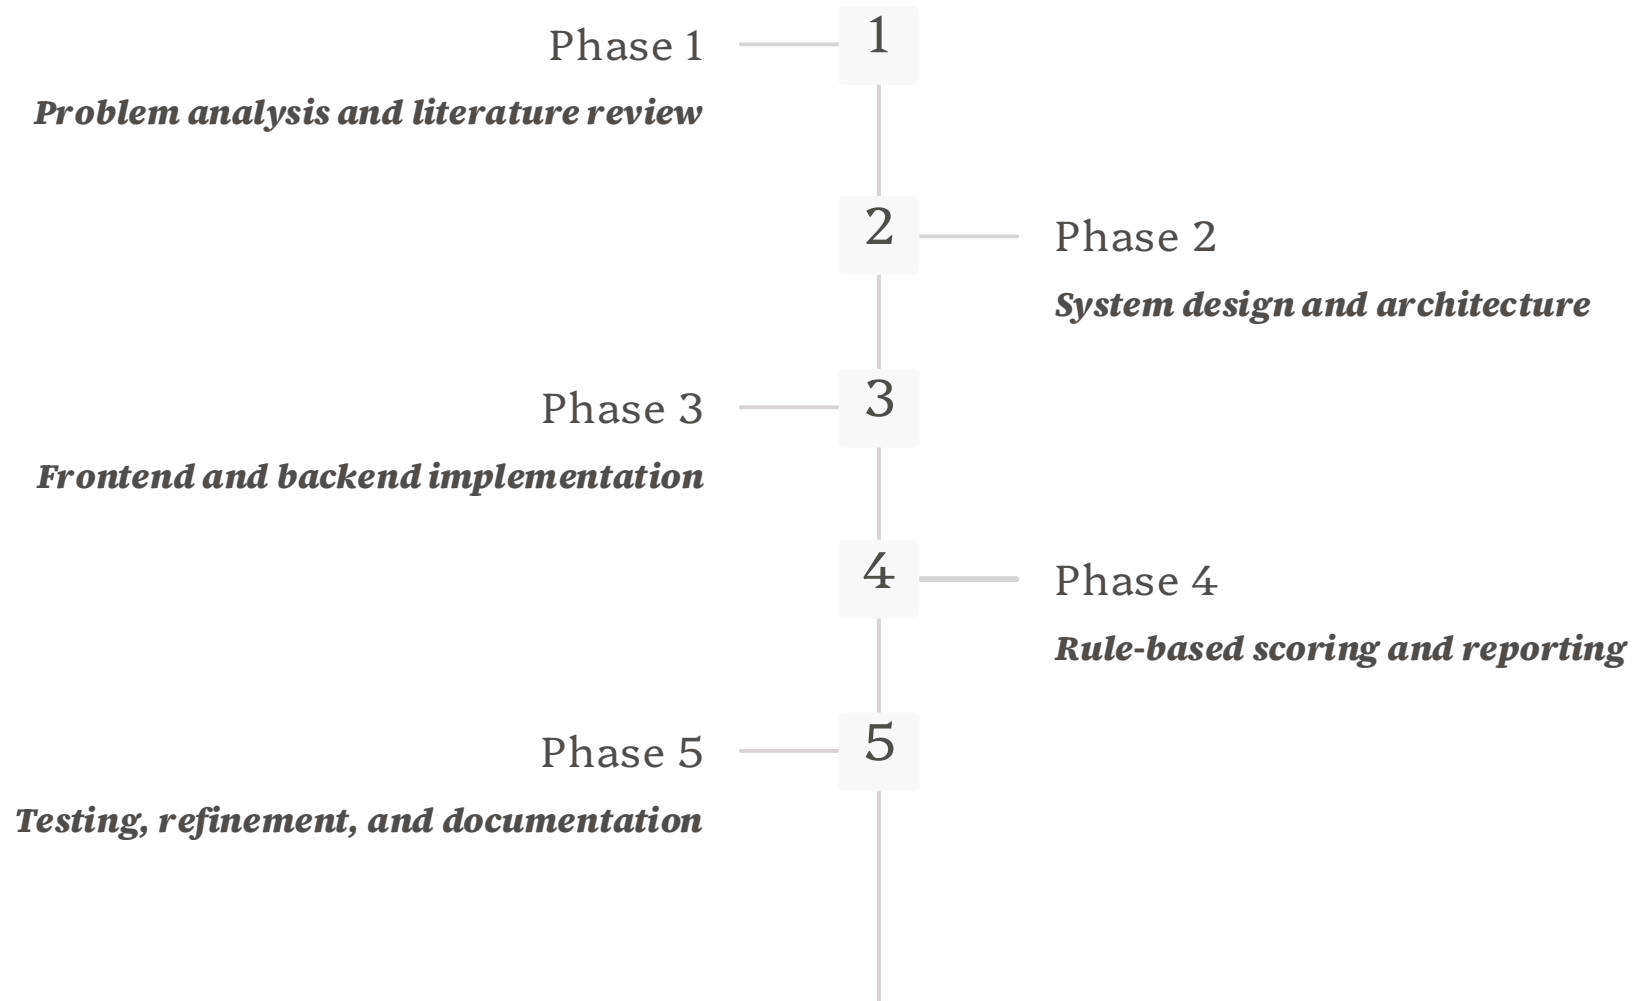 Phase 1
1
Problem analysis and literature review
2
Phase 2
System design and architecture
Phase 3
3
Frontend and backend implementation
4
Phase 4
Rule-based scoring and reporting
Phase 5
5
Testing, refinement, and documentation